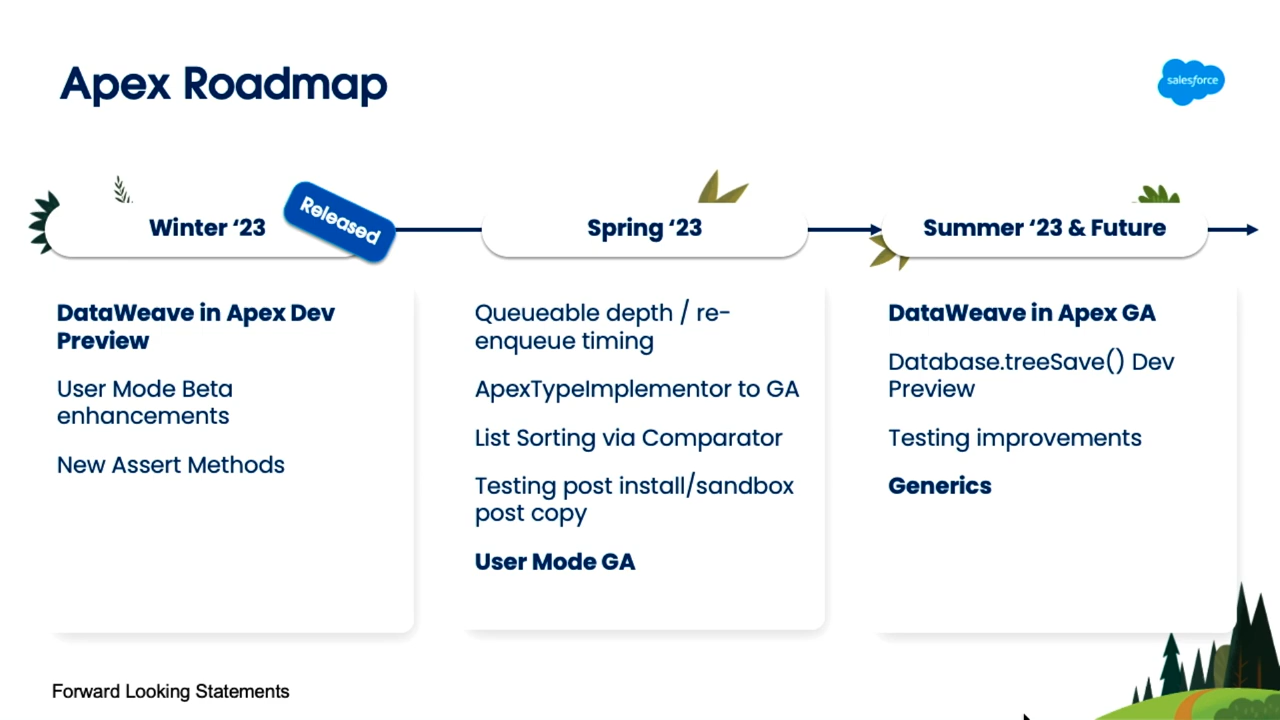 Apex Roadmap
salesforce
Winter ‘23
Released
Spring ‘23
Summer ‘23 & Future
DataWeave in Apex Dev
Preview
User Mode Beta
enhancements
New Assert Methods
Queueable depth / re-
enqueue timing
ApexTypeImplementor to GA
List Sorting via Comparator
Testing post install/sandbox
post copy
User Mode GA
DataWeave in Apex GA
Database.treeSave() Dev
Preview
Testing improvements
Generics
Forward Looking Statements